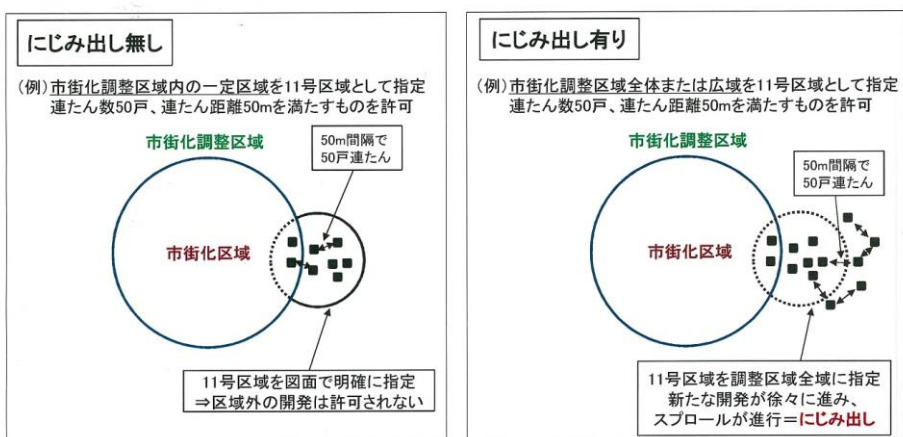 にじみ出し無し
(例)市街化調整区域内の一定区域を11号区域として指定
連たん数50戸、連たん距離50mを満たすものを許可
市街化調整区域
50m間隔で
50戸連たん
市街化区域
11号区域を図面で明確に指定
⇒区域外の開発は許可されない
にじみ出し有り
(例)市街化調整区域全体または広域を11号区域として指定
連たん数50戸、連たん距離50mを満たすものを許可
市街化調整区域
50m間隔で
50戸連たん
市街化区域
11号区域を調整区域全域に指定
新たな開発が徐々に進み、
スプロールが進行=にじみ出し